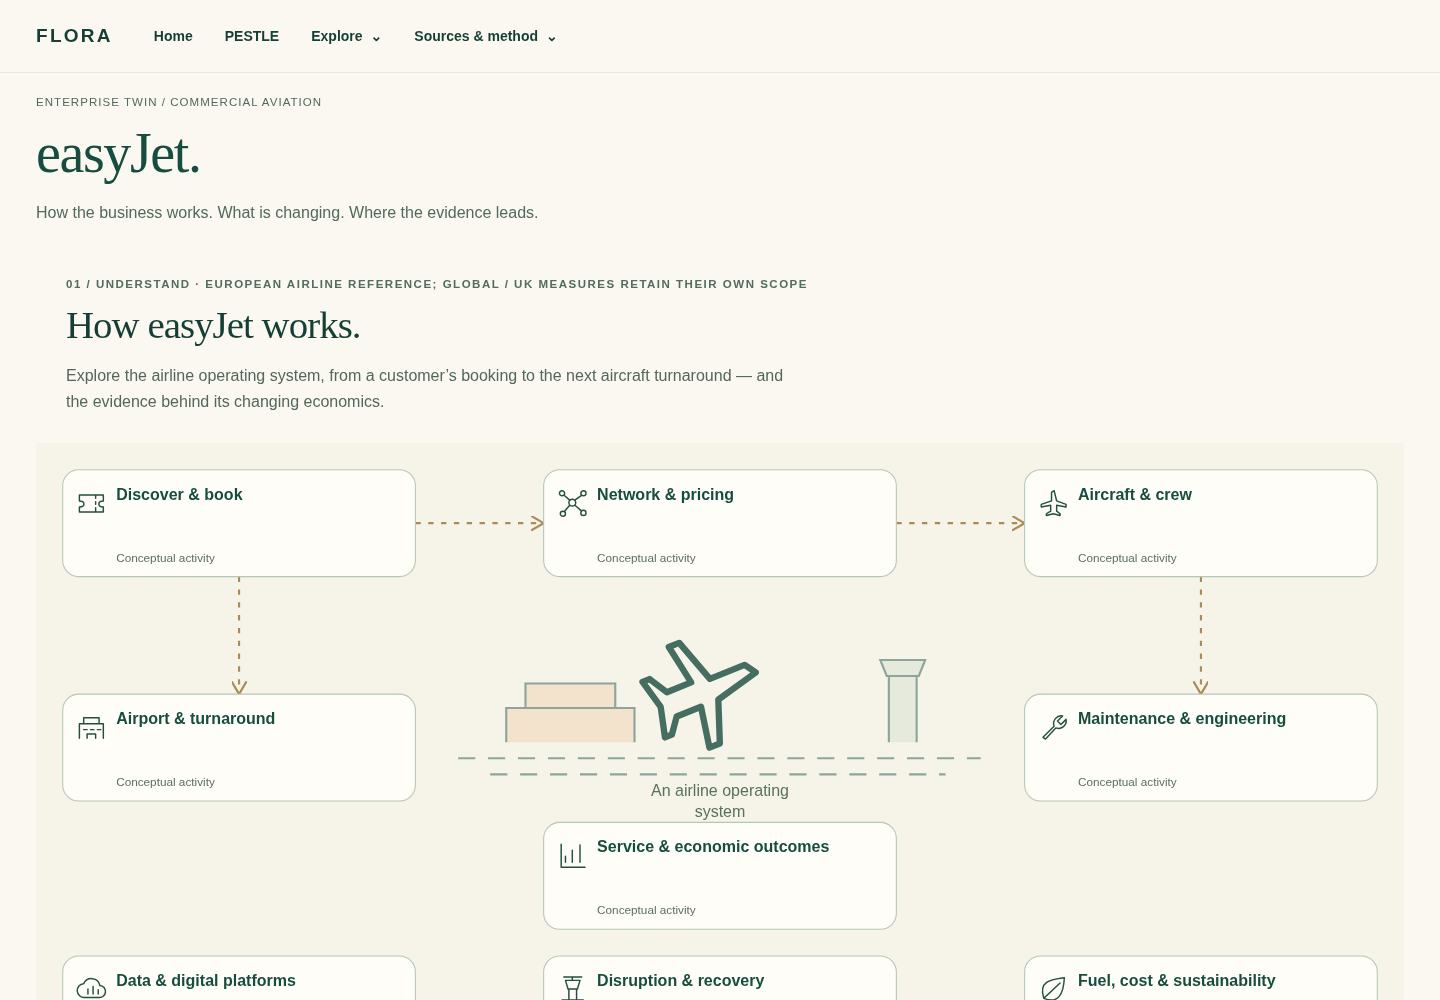 FLORA
Home
PESTLE
Explore
Sources & method
ENTERPRISE TWIN / COMMERCIAL AVIATION
easyJet.
How the business works. What is changing. Where the evidence leads.
01 / UNDERSTAND · EUROPEAN AIRLINE REFERENCE; GLOBAL / UK MEASURES RETAIN THEIR OWN SCOPE
How easyJet works.
Explore the airline operating system, from a customer’s booking to the next aircraft turnaround — and
the evidence behind its changing economics.
Discover & book
Conceptual activity
Network & pricing
Conceptual activity
Aircraft & crew
Conceptual activity
Airport & turnaround
Conceptual activity
An airline operating
system
Maintenance & engineering
Conceptual activity
Service & economic outcomes
Conceptual activity
Data & digital platforms
Disruption & recovery
Fuel, cost & sustainability